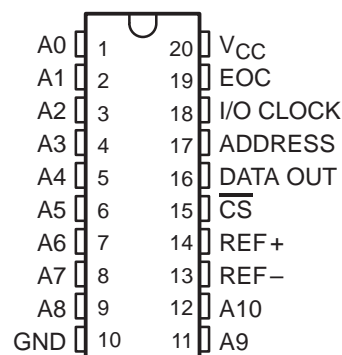 A0 1 20 VCC
A1 2 19 EOC
A2 3 18 I/O CLOCK
A3 4 17 ADDRESS
A4 5 16 DATA OUT
A5 6 15 C̅S̅
A6 7 14 REF+
A7 8 13 REF–
A8 9 12 A10
GND 10 11 A9